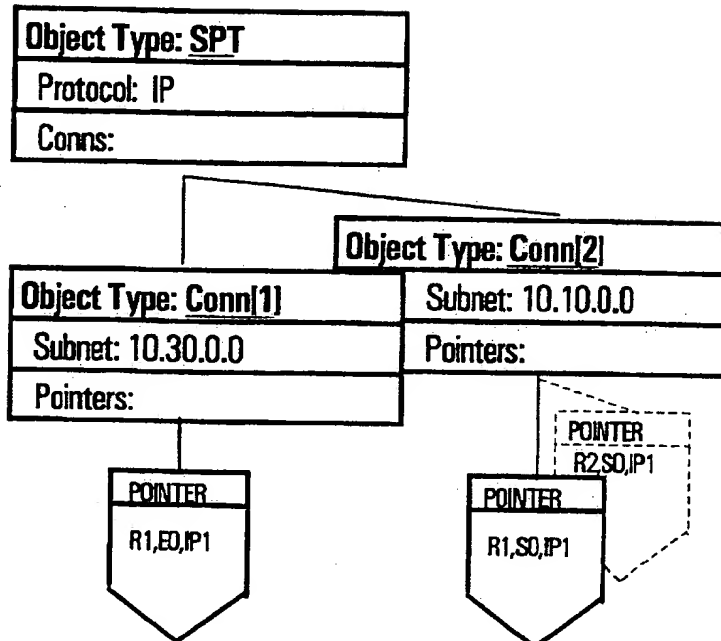 Object Type: SPT
Protocol: IP
Conns:
Object Type: Conn[2]
Subnet: 10.10.0.0
Pointers:
Object Type: Conn[1]
Subnet: 10.30.0.0
Pointers:
POINTER
R1,E0,IP1
POINTER
R1,S0,IP1
POINTER
R2,S0,IP1